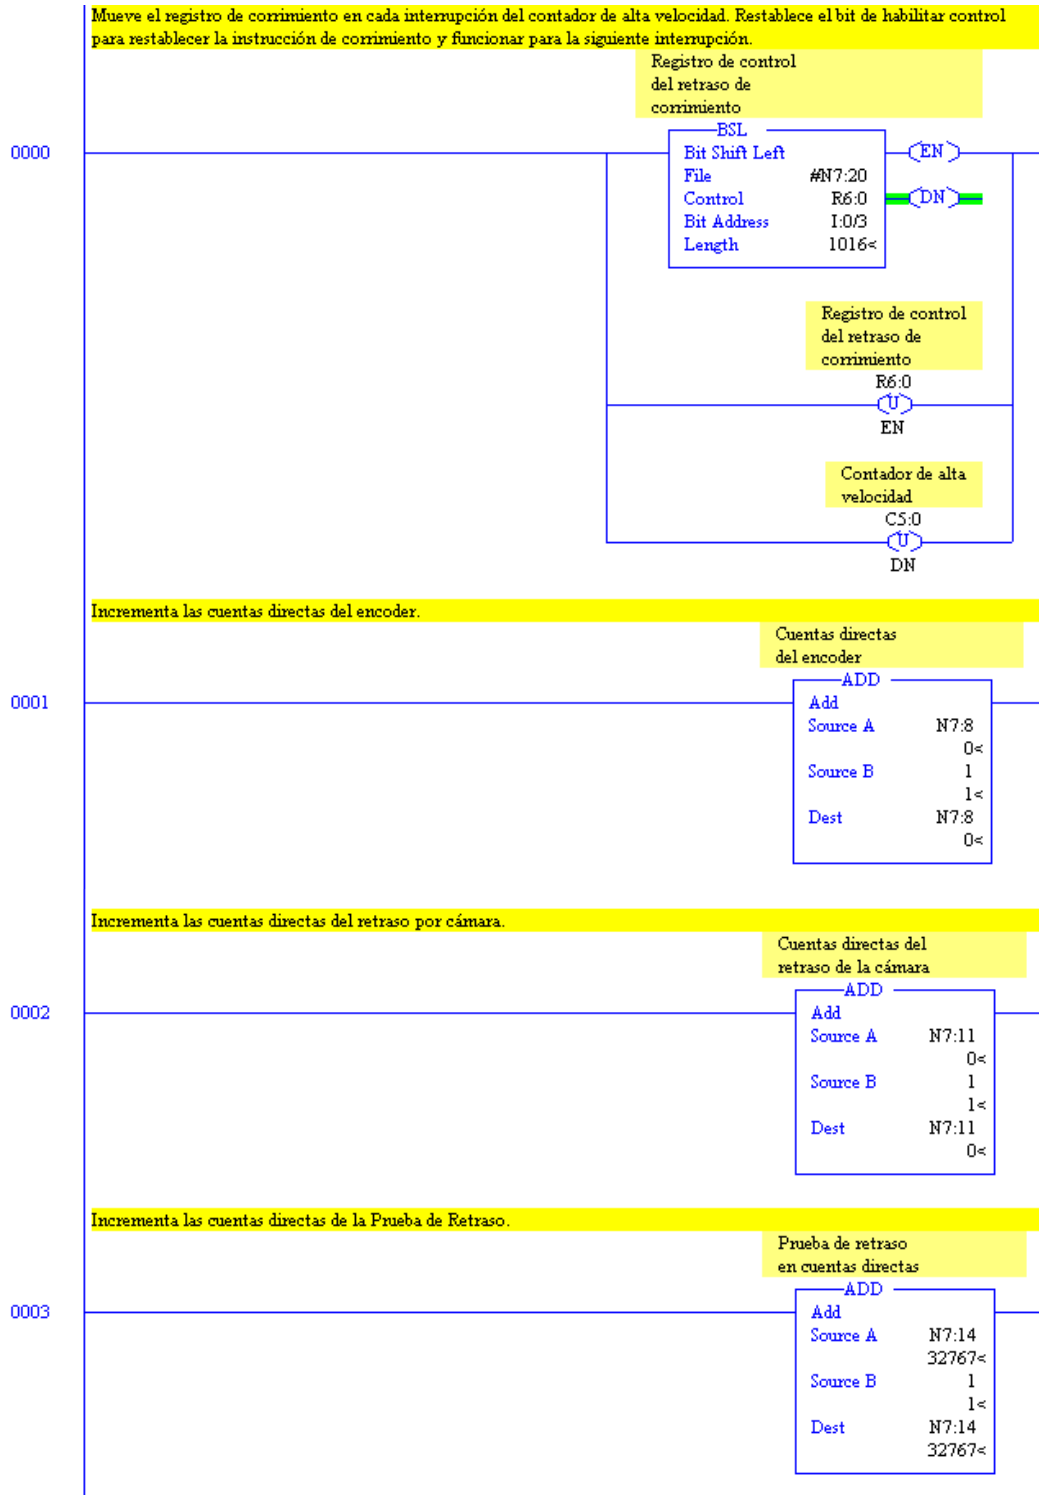 Mueve el registro de corrimiento en cada interrupción del contador de alta velocidad. Restablece el bit de habilitar control
para restablecer la instrucción de corrimiento y funcionar para la siguiente interrupción.
Registro de control
del retraso de
corrimiento
0000
BSL
Bit Shift Left
File #N7:20
Control R6:0
Bit Address I:0/3
Length 1016<
EN
DN
Registro de control
del retraso de
corrimiento
R6:0
U
EN
Contador de alta
velocidad
C5:0
U
DN
Incrementa las cuentas directas del encoder.
Cuentas directas
del encoder
0001
ADD
Add
Source A N7:8
0<
Source B 1
1<
Dest N7:8
0<
Incrementa las cuentas directas del retraso por cámara.
Cuentas directas del
retraso de la cámara
0002
ADD
Add
Source A N7:11
0<
Source B 1
1<
Dest N7:11
0<
Incrementa las cuentas directas de la Prueba de Retraso.
Prueba de retraso
en cuentas directas
0003
ADD
Add
Source A N7:14
32767<
Source B 1
1<
Dest N7:14
32767<